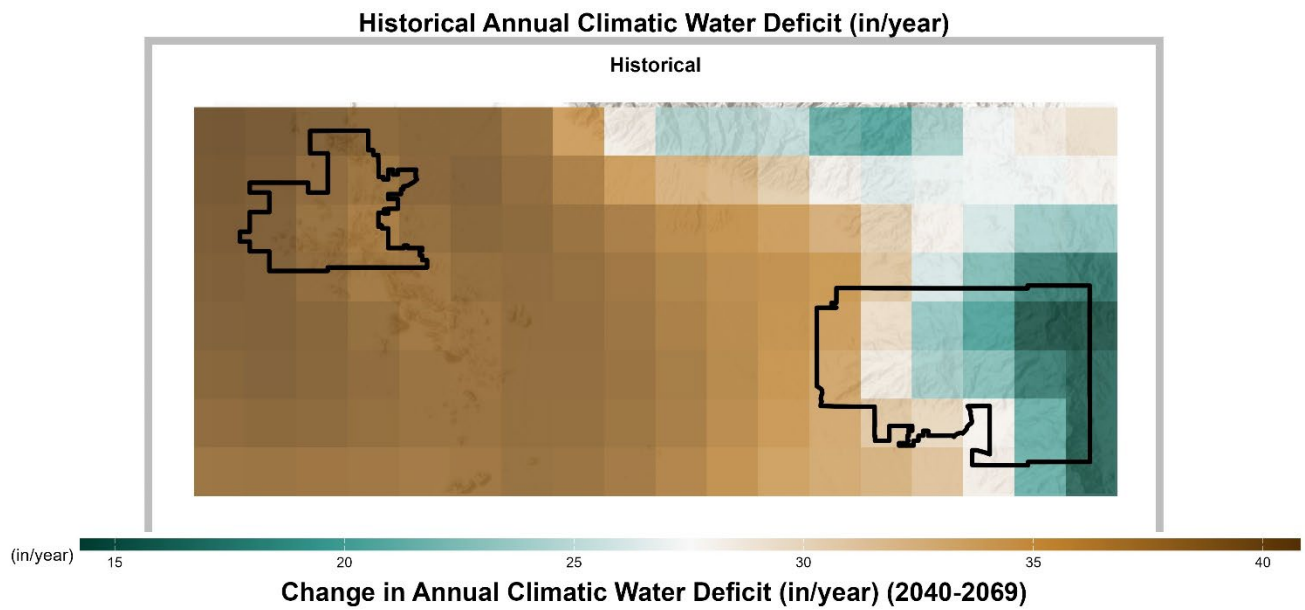 Historical Annual Climatic Water Deficit (in/year)
Historical
(in/year)
15 20 25 30 35 40
Change in Annual Climatic Water Deficit (in/year) (2040-2069)